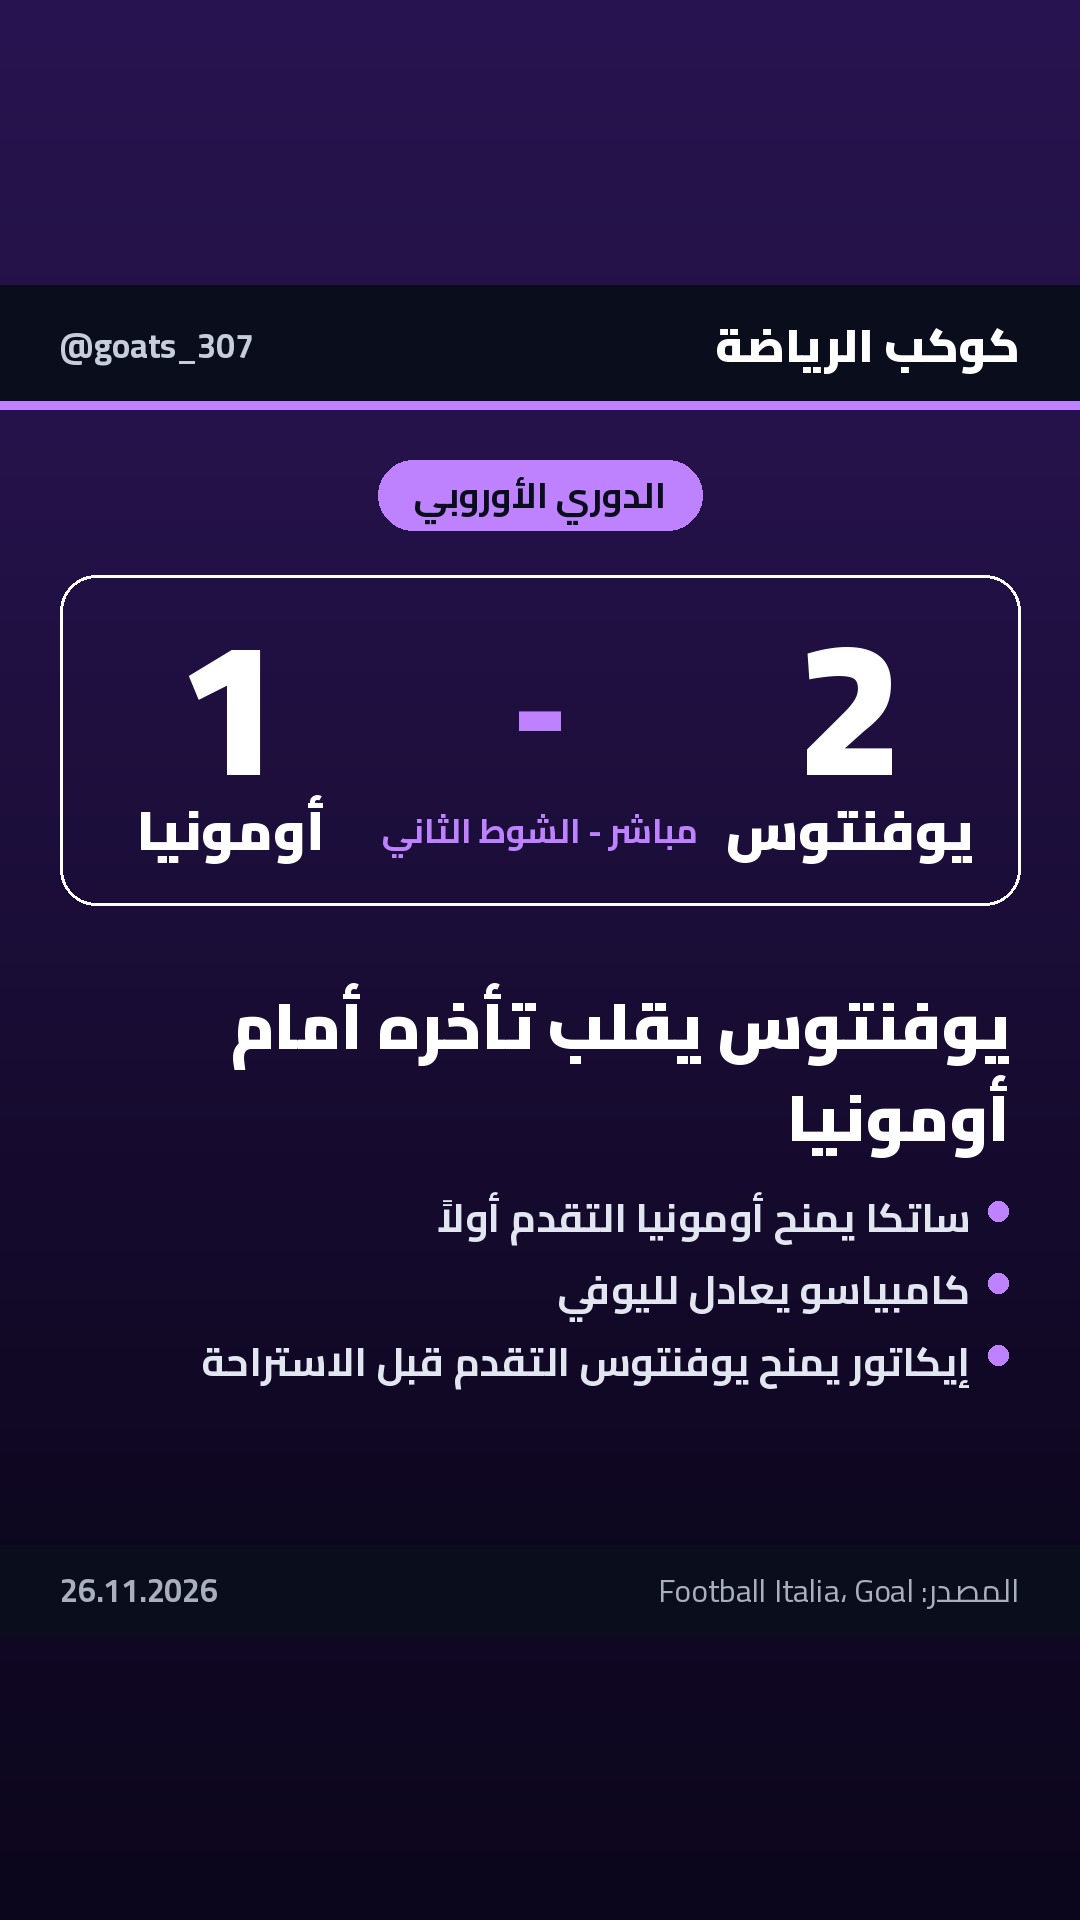 كوكب الرياضة
@goats_307
الدوري الأوروبي
2 - 1
يوفنتوس مباشر - الشوط الثاني أومونيا
يوفنتوس يقلب تأخره أمام
أومونيا
ساتكا يمنح أومونيا التقدم أولاً
كامبياسو يعادل لليوفي
إيكاتور يمنح يوفنتوس التقدم قبل الاستراحة
المصدر: Football Italia، Goal
26.11.2026